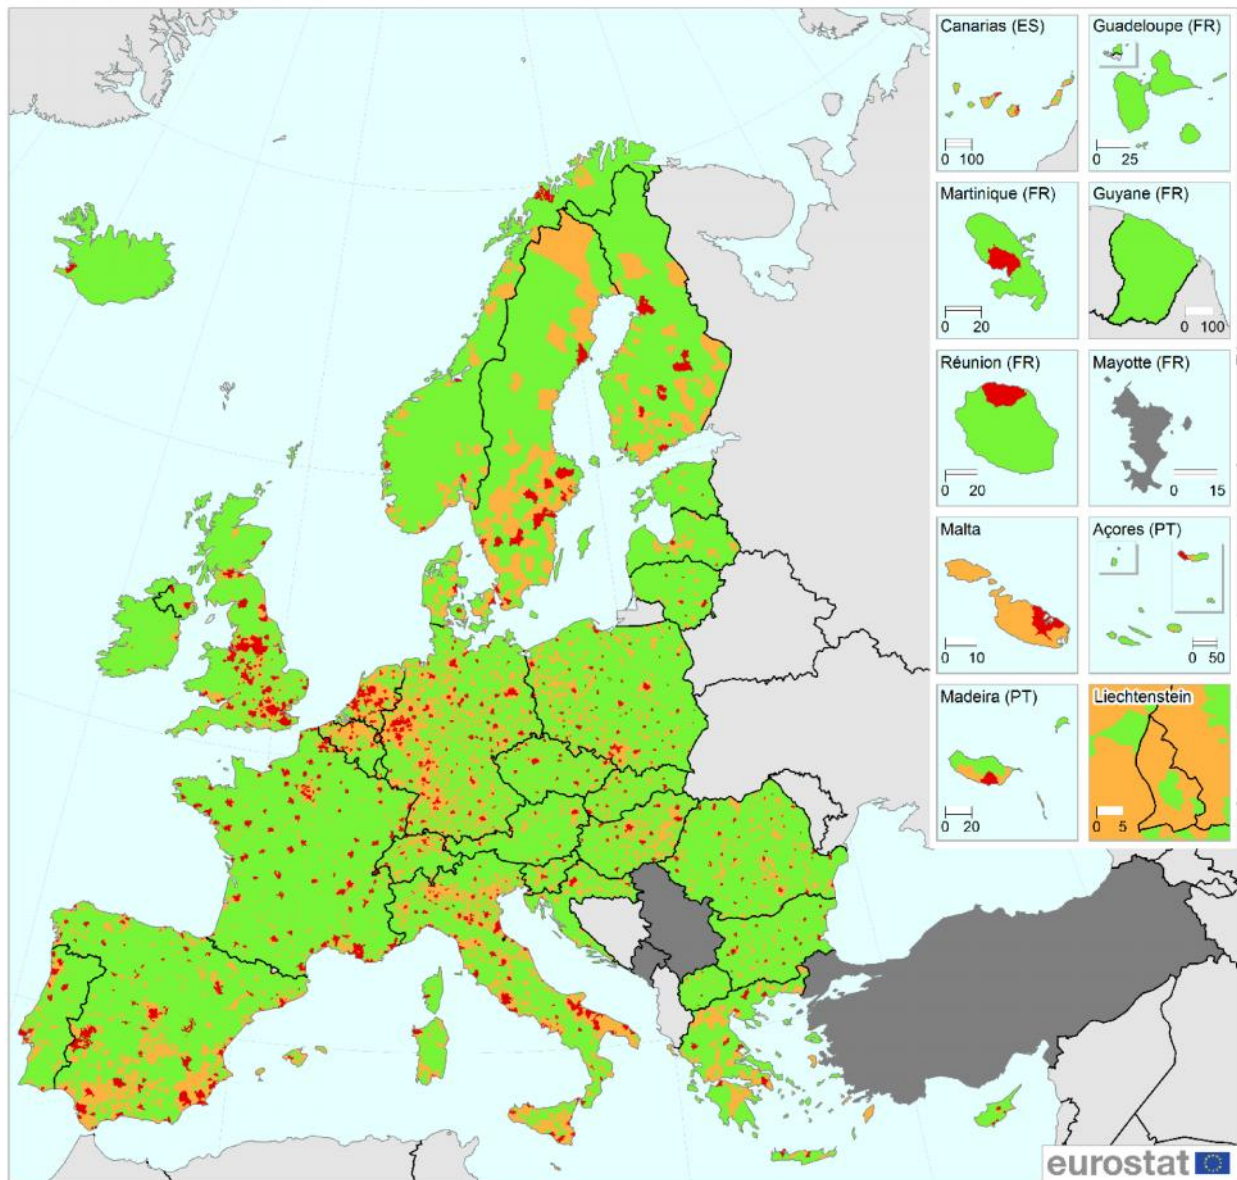 Canarias (ES)
0 100
Guadeloupe (FR)
0 25
Martinique (FR)
0 20
Guyane (FR)
0 100
Réunion (FR)
0 20
Mayotte (FR)
0 15
Malta
0 10
Açores (PT)
0 50
Madeira (PT)
0 20
Liechtenstein
0 5
eurostat